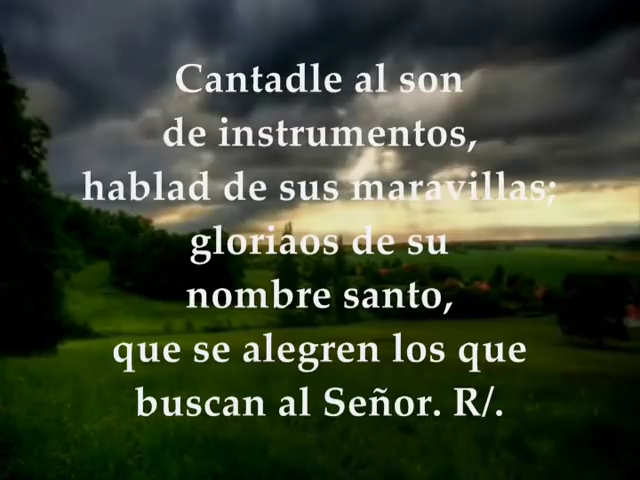 Cantadle al son
de instrumentos,
hablad de sus maravillas;
gloriaos de su
nombre santo,
que se alegren los que
buscan al Señor. R/.